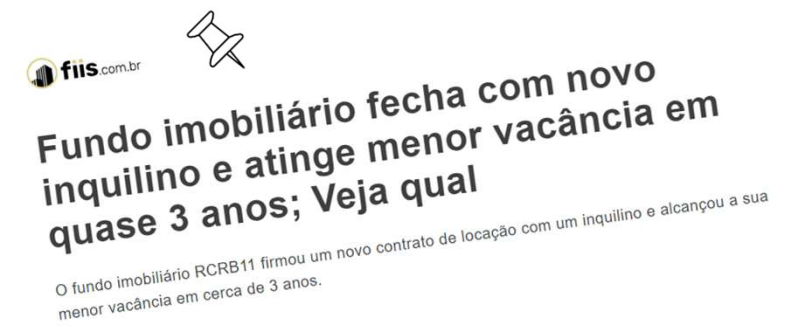 fiis.com.br
Fundo imobiliário fecha com novo
inquilino e atinge menor vacância em
quase 3 anos; Veja qual
O fundo imobiliário RCRB11 firmou um novo contrato de locação com um inquilino e alcançou a sua
menor vacância em cerca de 3 anos.